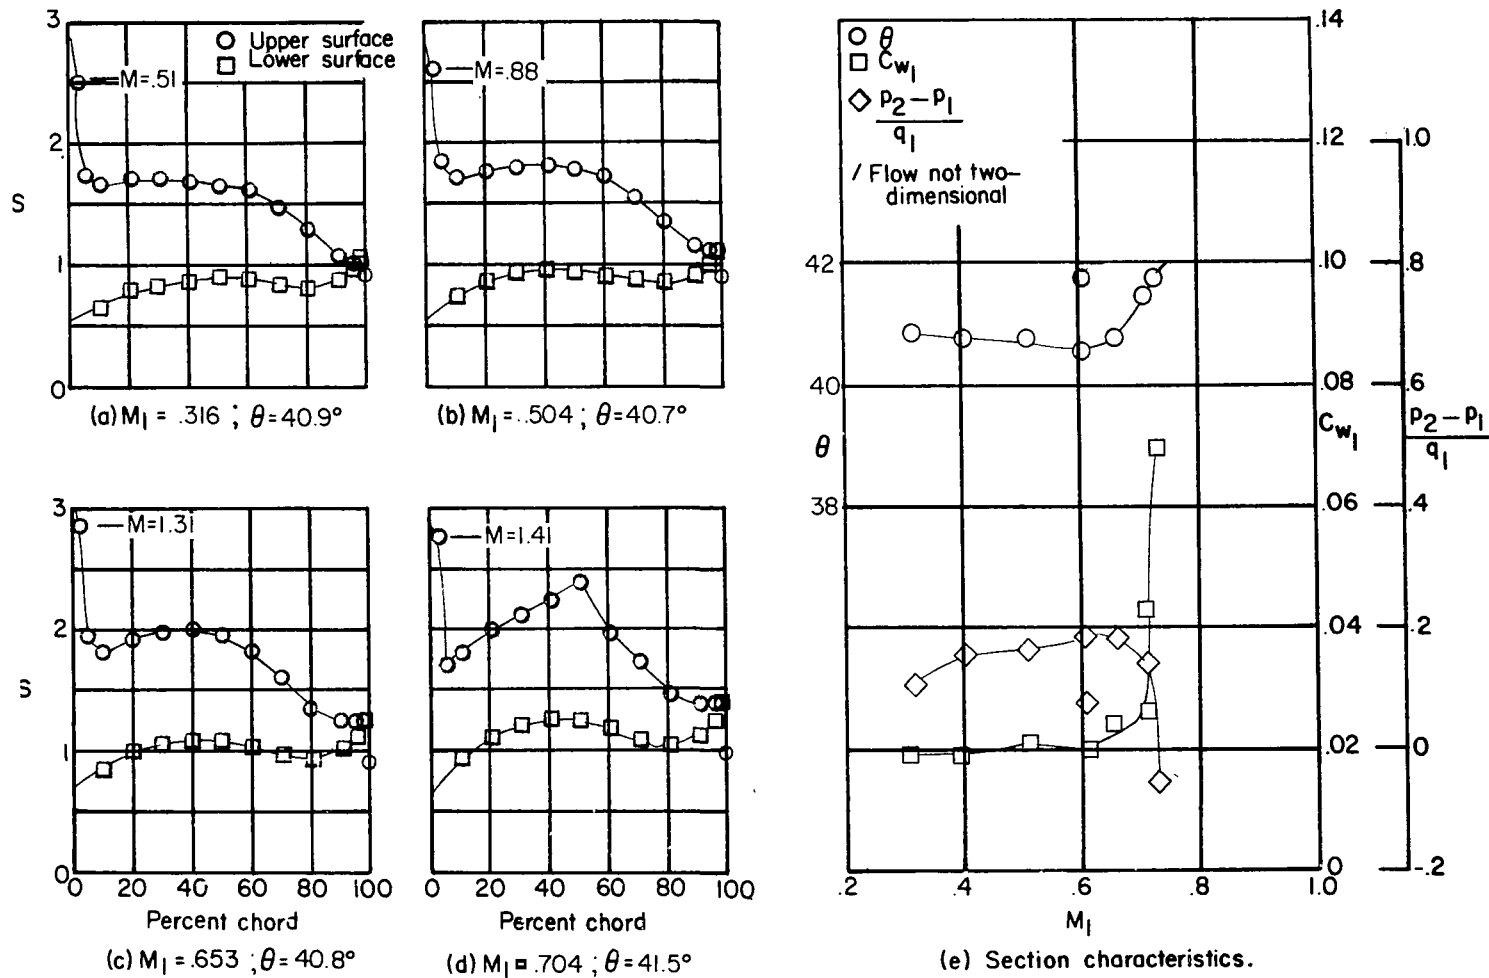 3
2
S
1
0
○ Upper surface
□ Lower surface
M=.51
(a) M₁ = .316 ; θ=40.9°
M=.88
(b) M₁ = .504 ; θ=40.7°
3
2
S
1
0
M=1.31
0 20 40 60 80 100
Percent chord
(c) M₁ =.653 ;θ=40.8°
M=1.41
0 20 40 60 80 100
Percent chord
(d) M₁ = .704 ; θ=41.5°
○ θ
□ C_w₁
◇ p₂–p₁
q₁
/ Flow not two-
dimensional
42
40
θ
38
.14
.12
.10
.08
C_w₁
.06
.04
.02
.0
1.0
.8
.6
p₂–p₁
q₁
.4
.2
0
-.2
.2 .4 .6 .8 1.0
M₁
(e) Section characteristics.